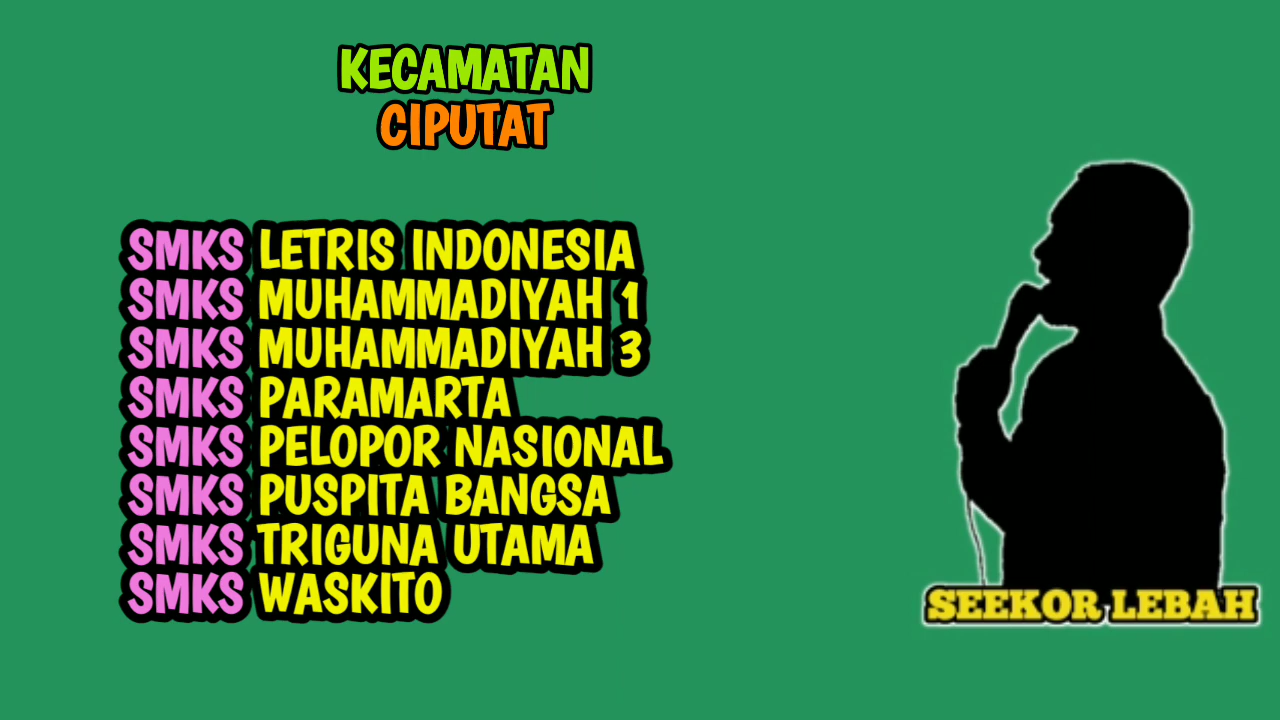 KECAMATAN
CIPUTAT
SMKS LETRIS INDONESIA
SMKS MUHAMMADIYAH 1
SMKS MUHAMMADIYAH 3
SMKS PARAMARTA
SMKS PELOPOR NASIONAL
SMKS PUSPITA BANGSA
SMKS TRIGUNA UTAMA
SMKS WASKITO
SEEKOR LEBAH